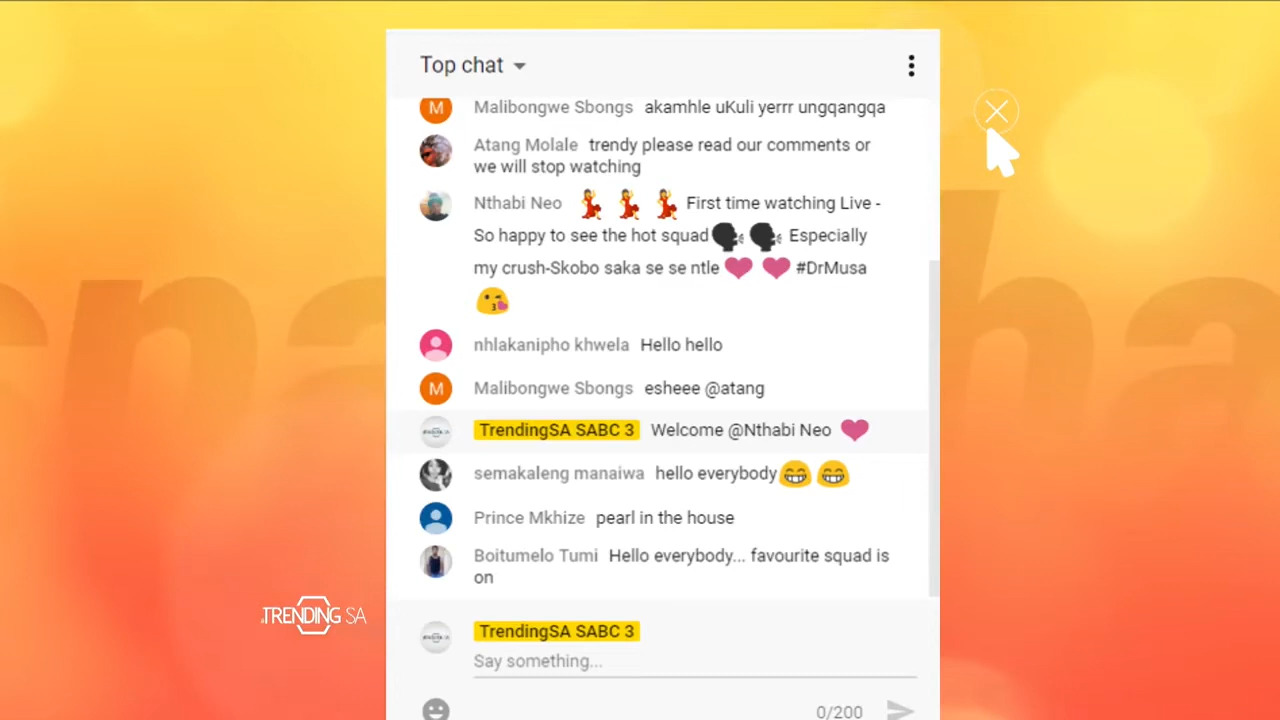 Top chat
M Malibongwe Sbongs akamhle uKuli yerrr ungqangqa
Atang Molale trendy please read our comments or
we will stop watching
Nthabi Neo 💃 💃 💃 First time watching Live -
So happy to see the hot squad🗣 🗣 Especially
my crush-Skobo saka se se ntle ❤ ❤ #DrMusa
😘
nhlakanipho khwela Hello hello
M Malibongwe Sbongs esheee @atang
TrendingSA SABC 3 Welcome @Nthabi Neo ❤
semakaleng manaiwa hello everybody😁 😁
Prince Mkhize pearl in the house
Boitumelo Tumi Hello everybody... favourite squad is
on
TRENDING SA
TrendingSA SABC 3
Say something...
0/200